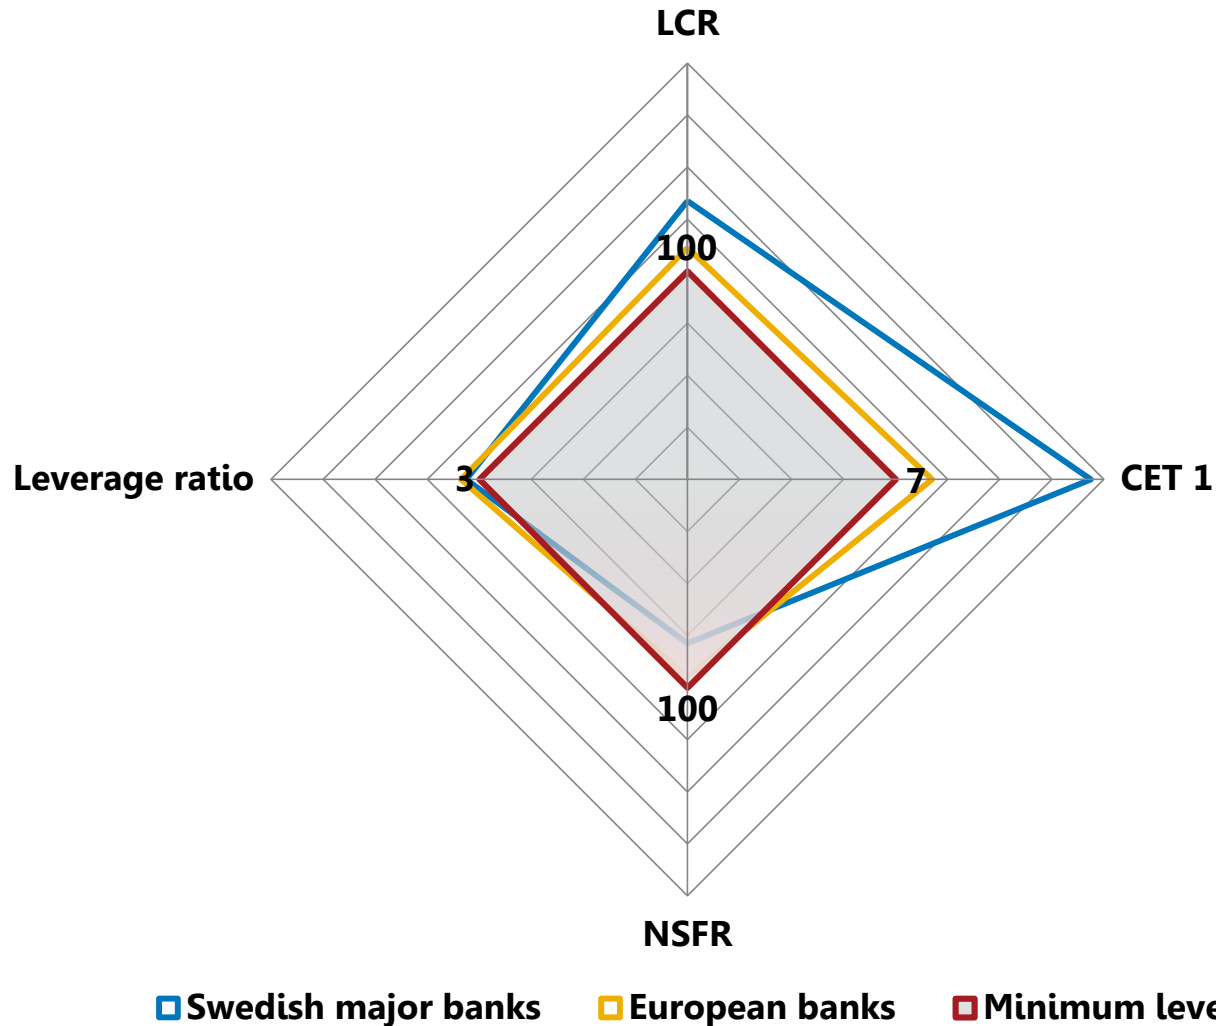 LCR
100
Leverage ratio
3
7
CET 1
100
NSFR
Swedish major banks
European banks
Minimum leve